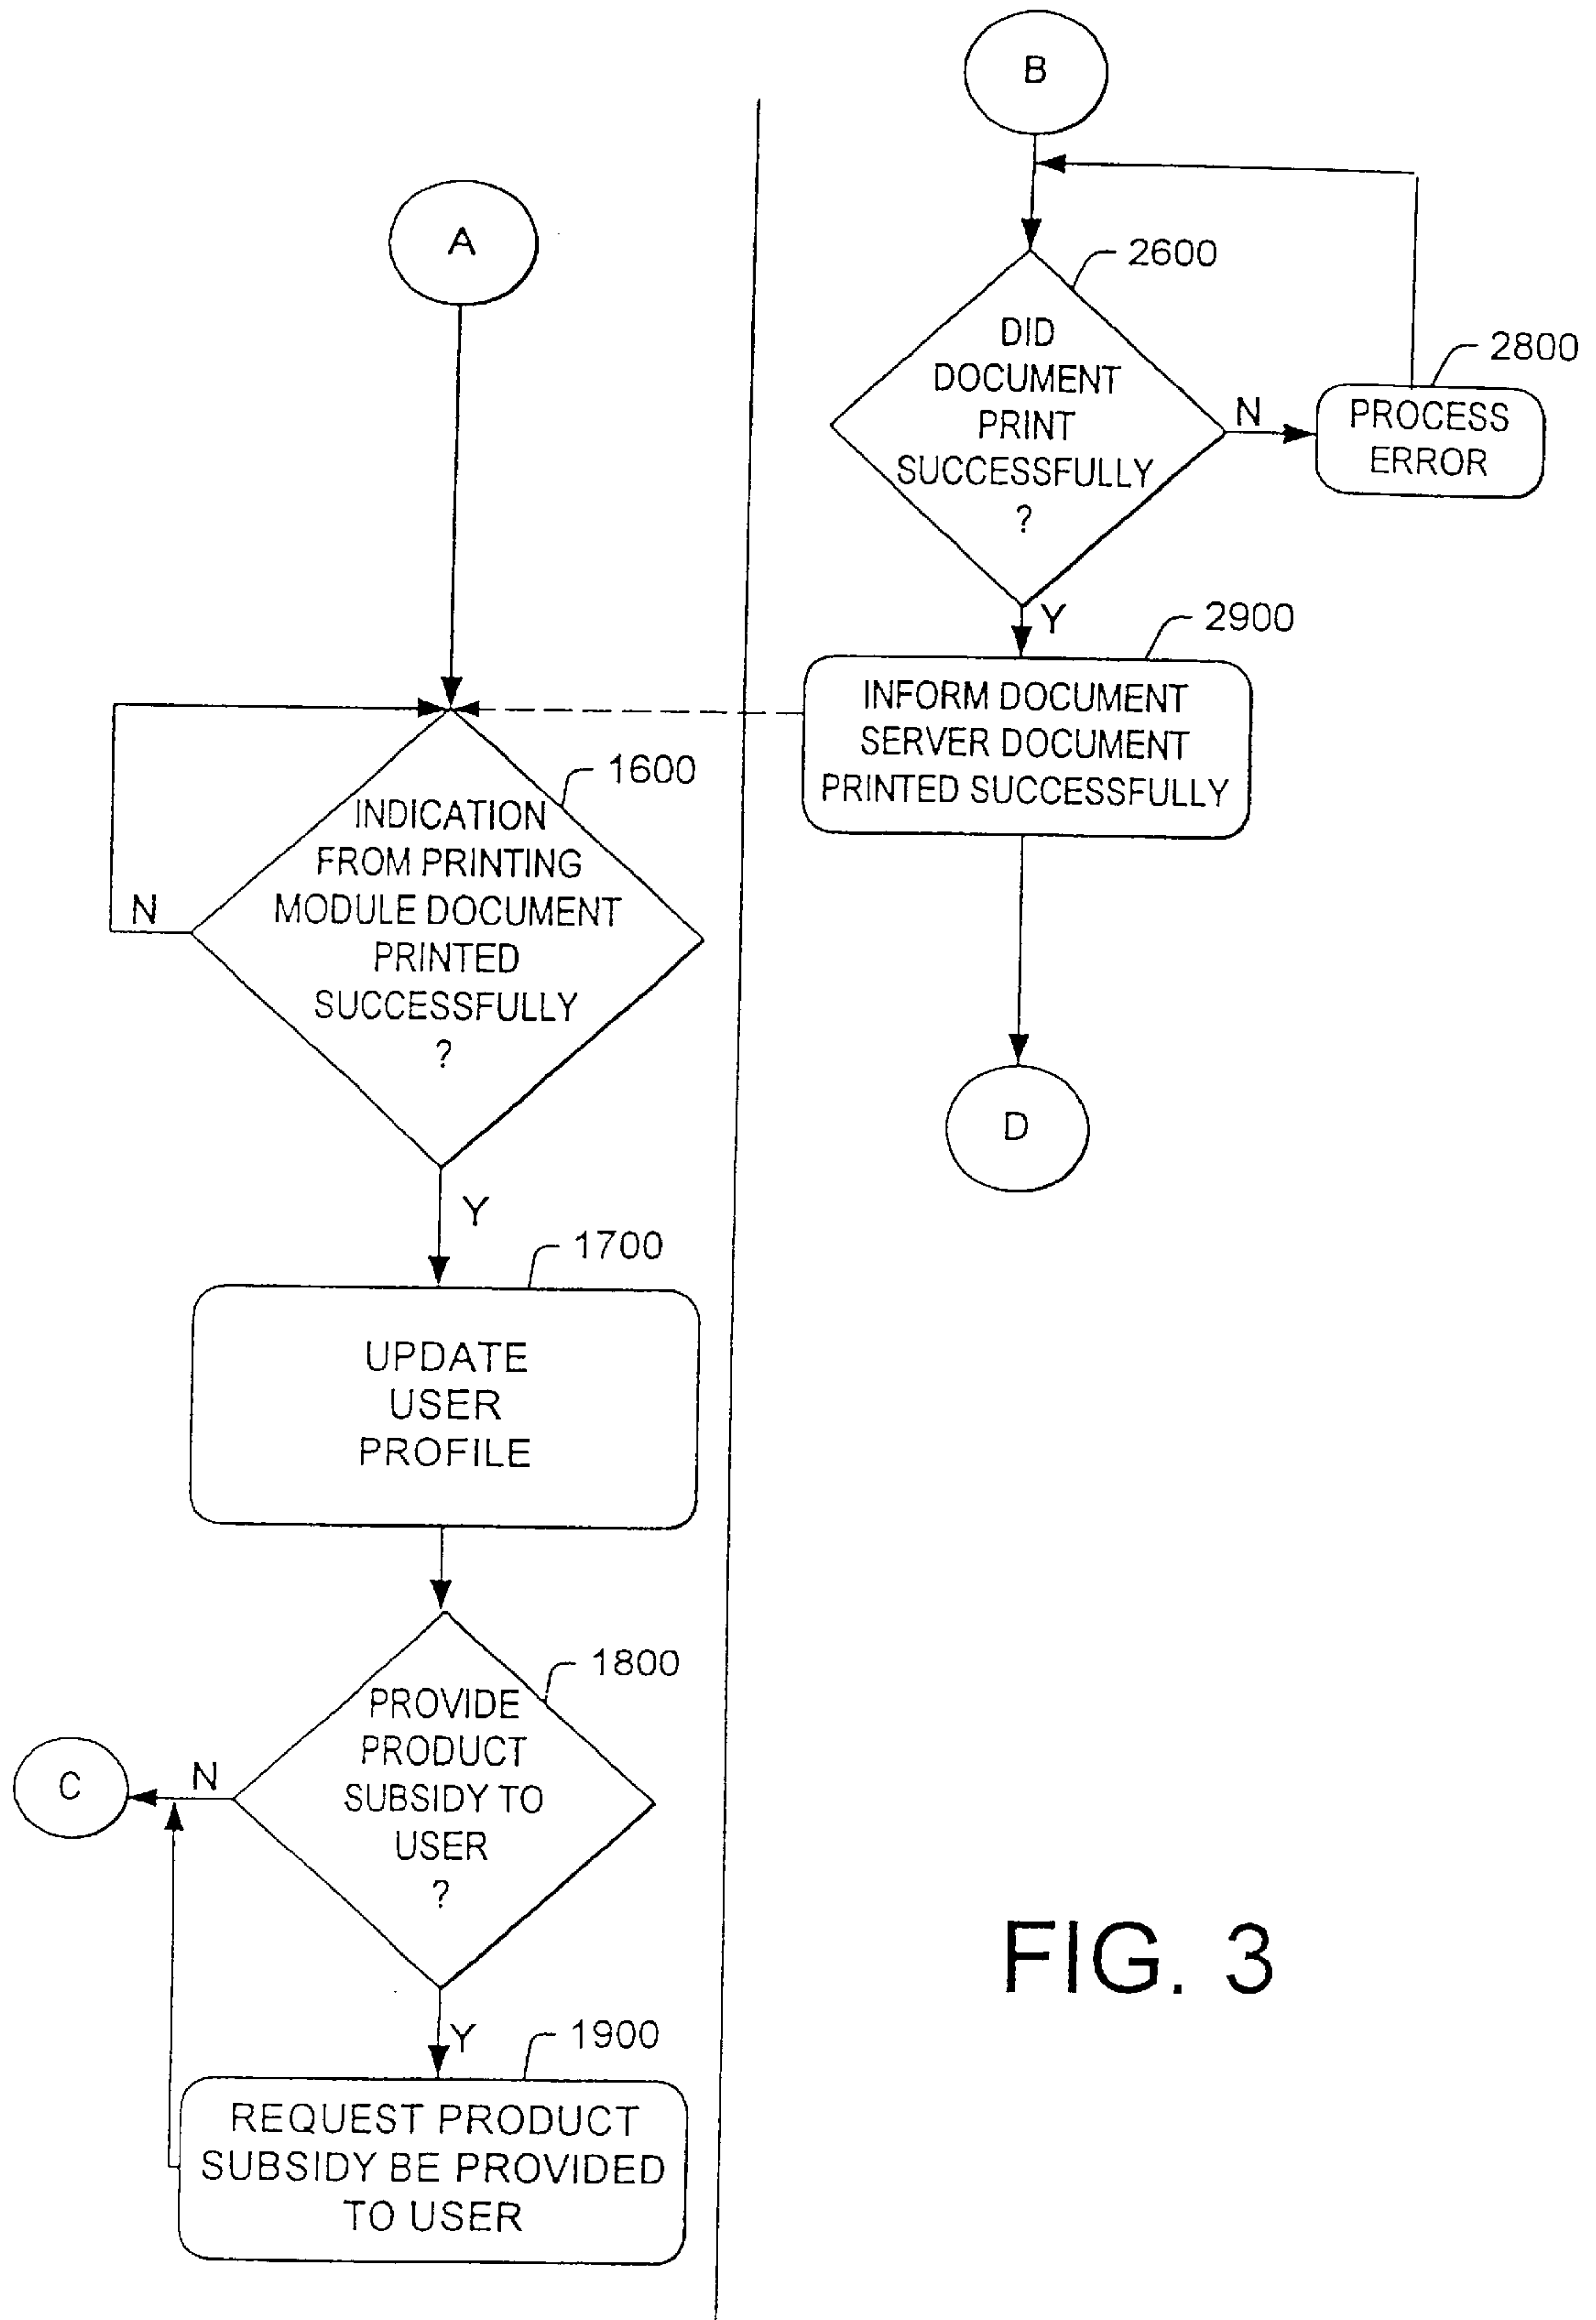 A
1600
INDICATION
FROM PRINTING
MODULE DOCUMENT
PRINTED
SUCCESSFULLY
?
N
Y
1700
UPDATE
USER
PROFILE
1800
PROVIDE
PRODUCT
SUBSIDY TO
USER
?
N
C
Y
1900
REQUEST PRODUCT
SUBSIDY BE PROVIDED
TO USER
B
2600
DID
DOCUMENT
PRINT
SUCCESSFULLY
?
N
2800
PROCESS
ERROR
Y
2900
INFORM DOCUMENT
SERVER DOCUMENT
PRINTED SUCCESSFULLY
D
FIG. 3